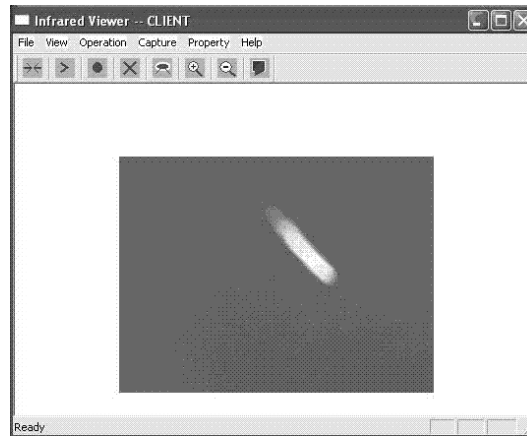 Infrared Viewer -- CLIENT
File View Operation Capture Property Help
Ready